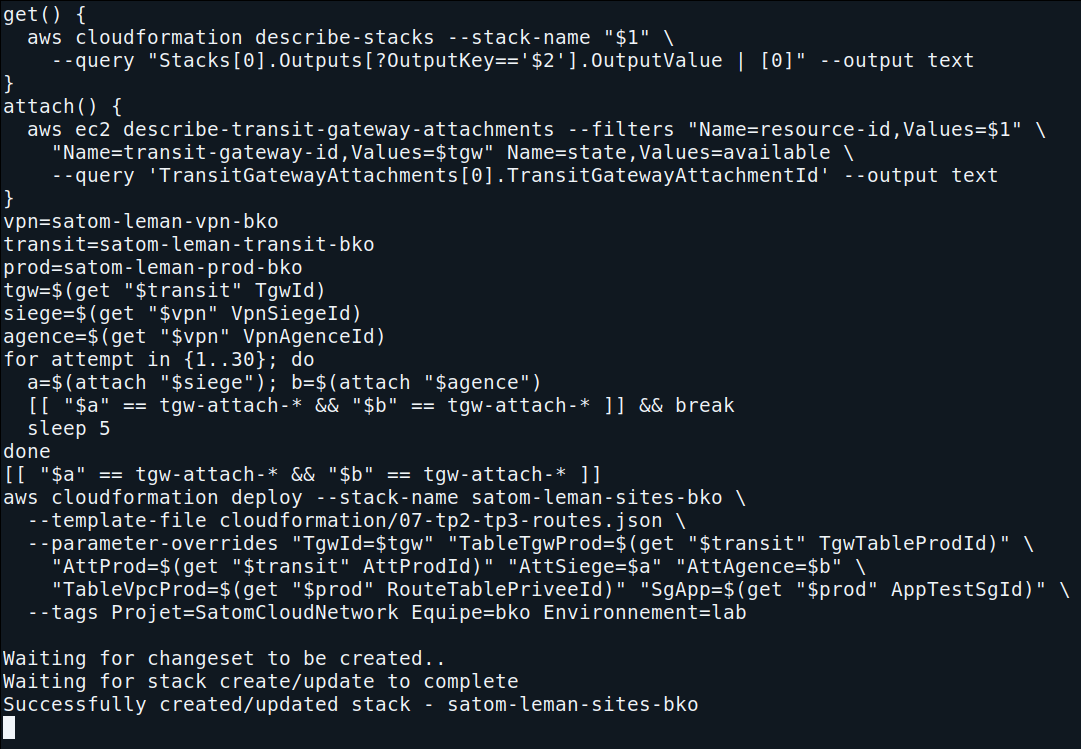 get() {
  aws cloudformation describe-stacks --stack-name "$1" \
    --query "Stacks[0].Outputs[?OutputKey=='$2'].OutputValue | [0]" --output text
}
attach() {
  aws ec2 describe-transit-gateway-attachments --filters "Name=resource-id,Values=$1" \
    "Name=transit-gateway-id,Values=$tgw" Name=state,Values=available \
    --query 'TransitGatewayAttachments[0].TransitGatewayAttachmentId' --output text
}
vpn=satom-leman-vpn-bko
transit=satom-leman-transit-bko
prod=satom-leman-prod-bko
tgw=$(get "$transit" TgwId)
siege=$(get "$vpn" VpnSiegeId)
agence=$(get "$vpn" VpnAgenceId)
for attempt in {1..30}; do
  a=$(attach "$siege"); b=$(attach "$agence")
  [[ "$a" == tgw-attach-* && "$b" == tgw-attach-* ]] && break
  sleep 5
done
[[ "$a" == tgw-attach-* && "$b" == tgw-attach-* ]]
aws cloudformation deploy --stack-name satom-leman-sites-bko \
  --template-file cloudformation/07-tp2-tp3-routes.json \
  --parameter-overrides "TgwId=$tgw" "TableTgwProd=$(get "$transit" TgwTableProdId)" \
    "AttProd=$(get "$transit" AttProdId)" "AttSiege=$a" "AttAgence=$b" \
    "TableVpcProd=$(get "$prod" RouteTablePriveeId)" "SgApp=$(get "$prod" AppTestSgId)" \
  --tags Projet=SatomCloudNetwork Equipe=bko Environnement=lab

Waiting for changeset to be created..
Waiting for stack create/update to complete
Successfully created/updated stack - satom-leman-sites-bko